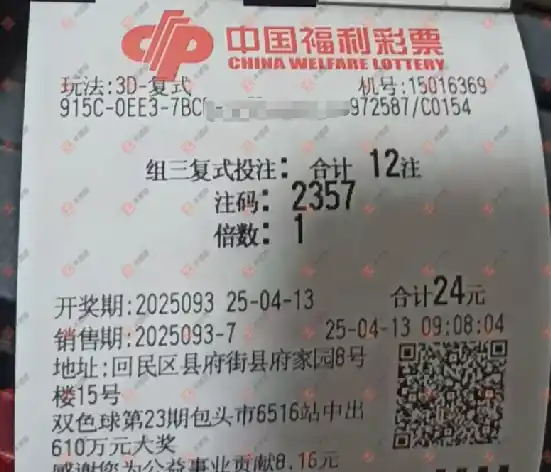 中国福利彩票
CHINA WELFARE LOTTERY
玩法:3D-复式 机号:15016369
915C-0EE3-7BC 972587/C0154
组三复式投注: 合计 12注
注码: 2357
倍数: 1
开奖期:2025093 25-04-13 合计24元
销售期:2025093-7 25-04-13 09:08:04
地址:回民区县府街县府家园8号
楼15号
双色球第23期包头市6516站中出
610万元大奖
感谢您为公益事业贡献8.16元